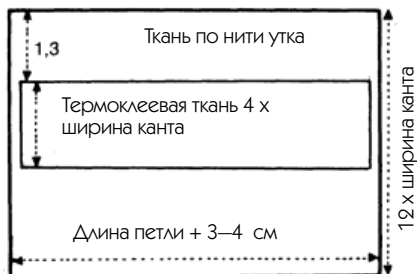 Ткань по нити утка
1,3
Термоклеевая ткань 4 x
ширина канта
12 x ширина канта
Длина петли + 3–4 см